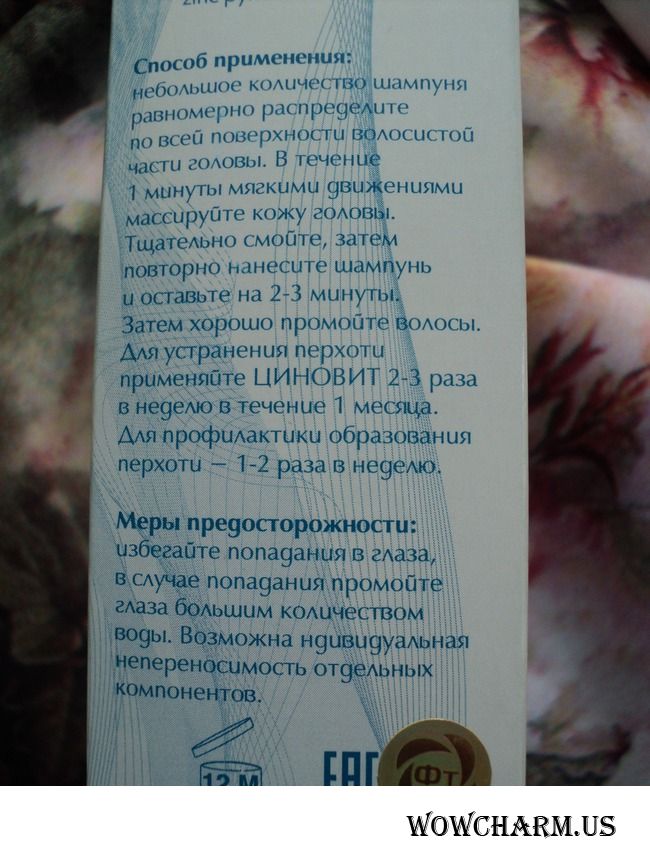 Способ применения:
небольшое количество шампуня
равномерно распределите
по всей поверхности волосистой
части головы. В течение
1 минуты мягкими движениями
массируйте кожу головы.
Тщательно смойте, затем
повторно нанесите шампунь
и оставьте на 2-3 минуты.
Затем хорошо промойте волосы.
Для устранения перхоти
применяйте ЦИНОВИТ 2-3 раза
в неделю в течение 1 месяца.
Для профилактики образования
перхоти – 1-2 раза в неделю.
Меры предосторожности:
избегайте попадания в глаза,
в случае попадания промойте
глаза большим количеством
воды. Возможна ндивидуальная
непереносимость отдельных
компонентов.
12 M
EAC
ФТ
WOWCHARM.US